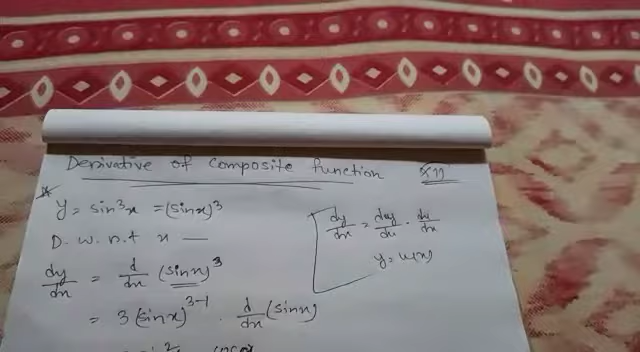 Derivative of Composite function
y = sin³x = (sinx)³
D. w. r. t x —
dy/dx = d/dx (sinx)³
= 3(sinx)³⁻¹ . d/dx (sinx)
dy/dx = dy/du . du/dx
y = u(x)